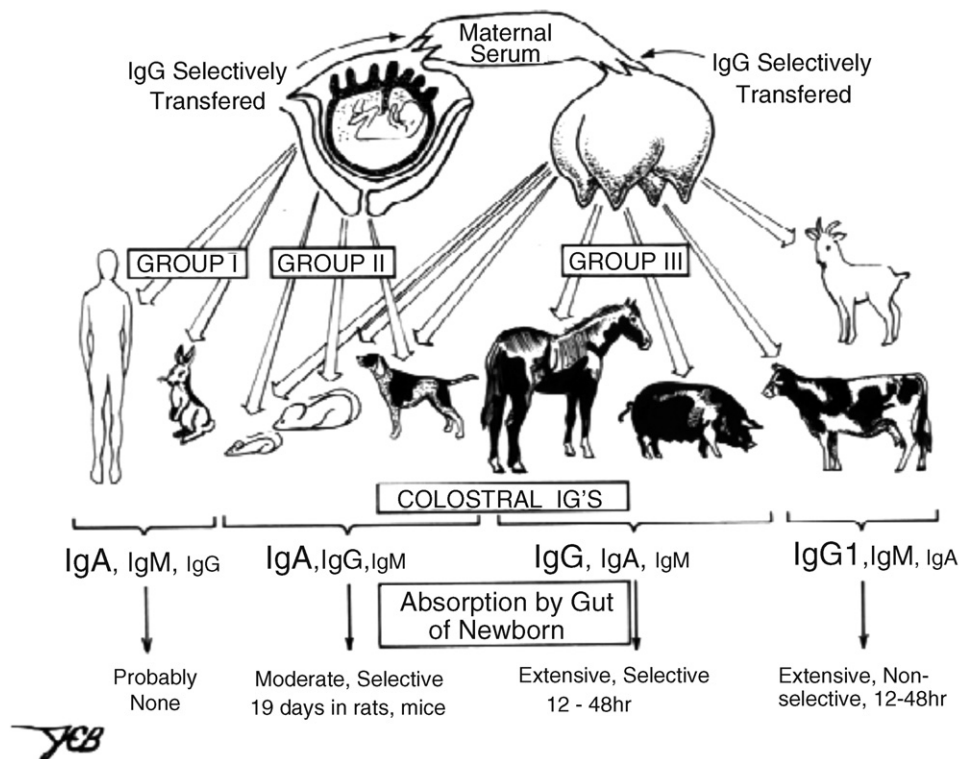 Maternal
Serum
IgG Selectively
Transfered
IgG Selectively
Transfered
GROUP I
GROUP II
GROUP III
COLOSTRAL IG'S
IgA, IgM, IgG
IgA,IgG,IgM
IgG, IgA, IgM
IgG1,IgM, IgA
Absorption by Gut
of Newborn
Probably
None
Moderate, Selective
19 days in rats, mice
Extensive, Selective
12 - 48hr
Extensive, Non-
selective, 12-48hr
JEB